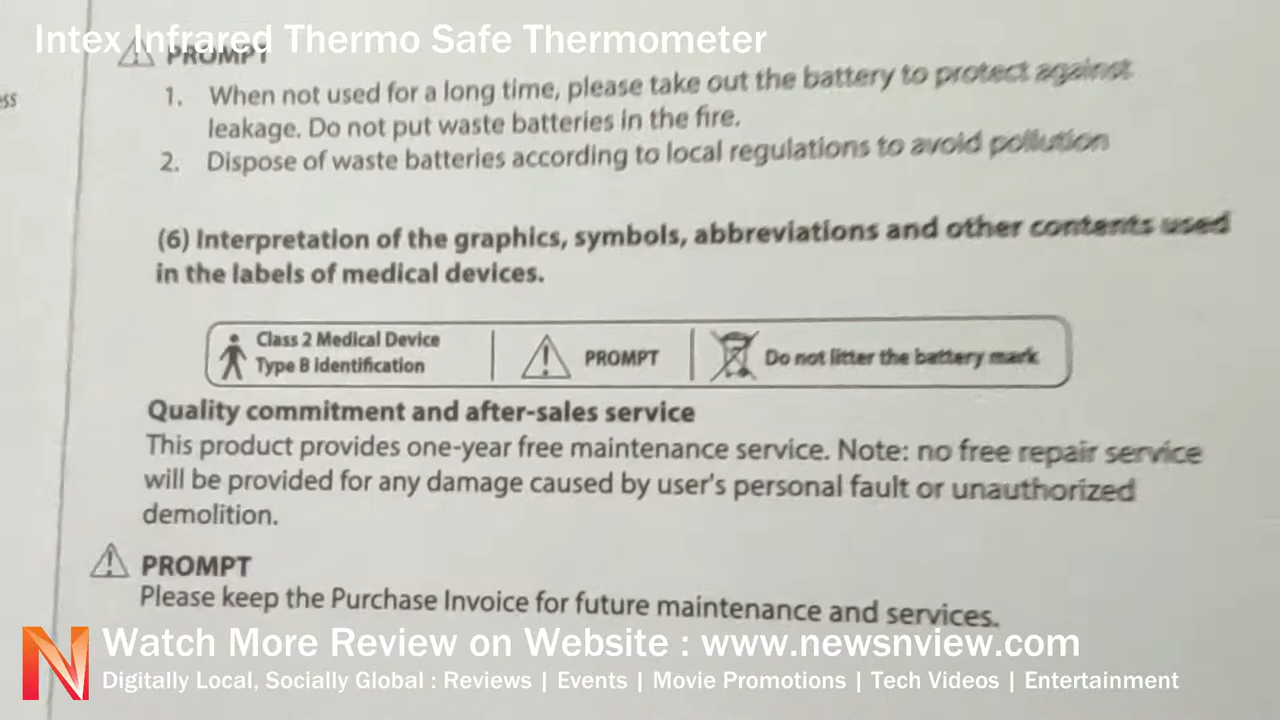 Intex Infrared Thermo Safe Thermometer
PROMPT
ess
1. When not used for a long time, please take out the battery to protect against
leakage. Do not put waste batteries in the fire.
2. Dispose of waste batteries according to local regulations to avoid pollution
(6) Interpretation of the graphics, symbols, abbreviations and other contents used
in the labels of medical devices.
Class 2 Medical Device
Type B Identification
PROMPT
Do not litter the battery mark
Quality commitment and after-sales service
This product provides one-year free maintenance service. Note: no free repair service
will be provided for any damage caused by user's personal fault or unauthorized
demolition.
PROMPT
Please keep the Purchase Invoice for future maintenance and services.
N Watch More Review on Website : www.newsnview.com
Digitally Local, Socially Global : Reviews | Events | Movie Promotions | Tech Videos | Entertainment